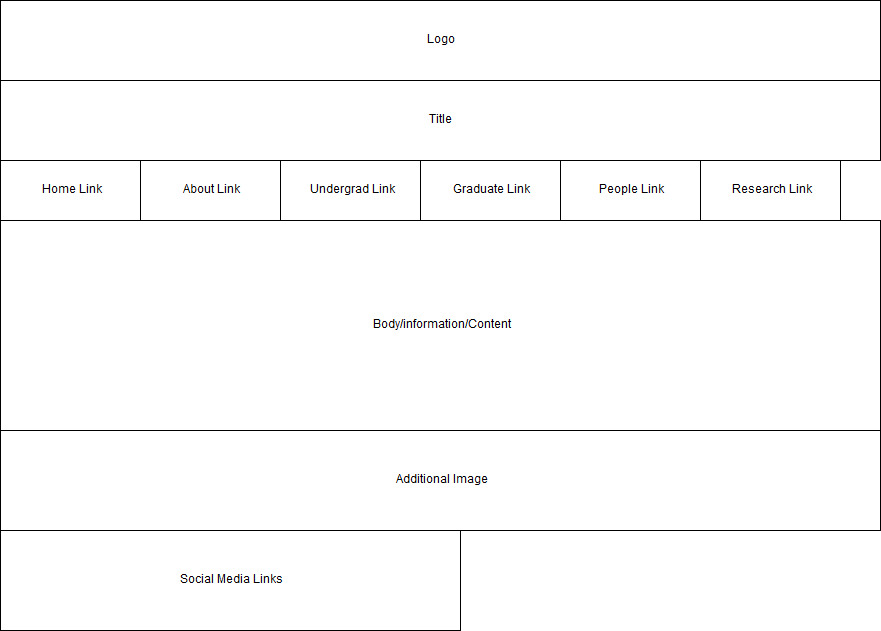 Logo
Title
Home Link
About Link
Undergrad Link
Graduate Link
People Link
Research Link
Body/information/Content
Additional Image
Social Media Links